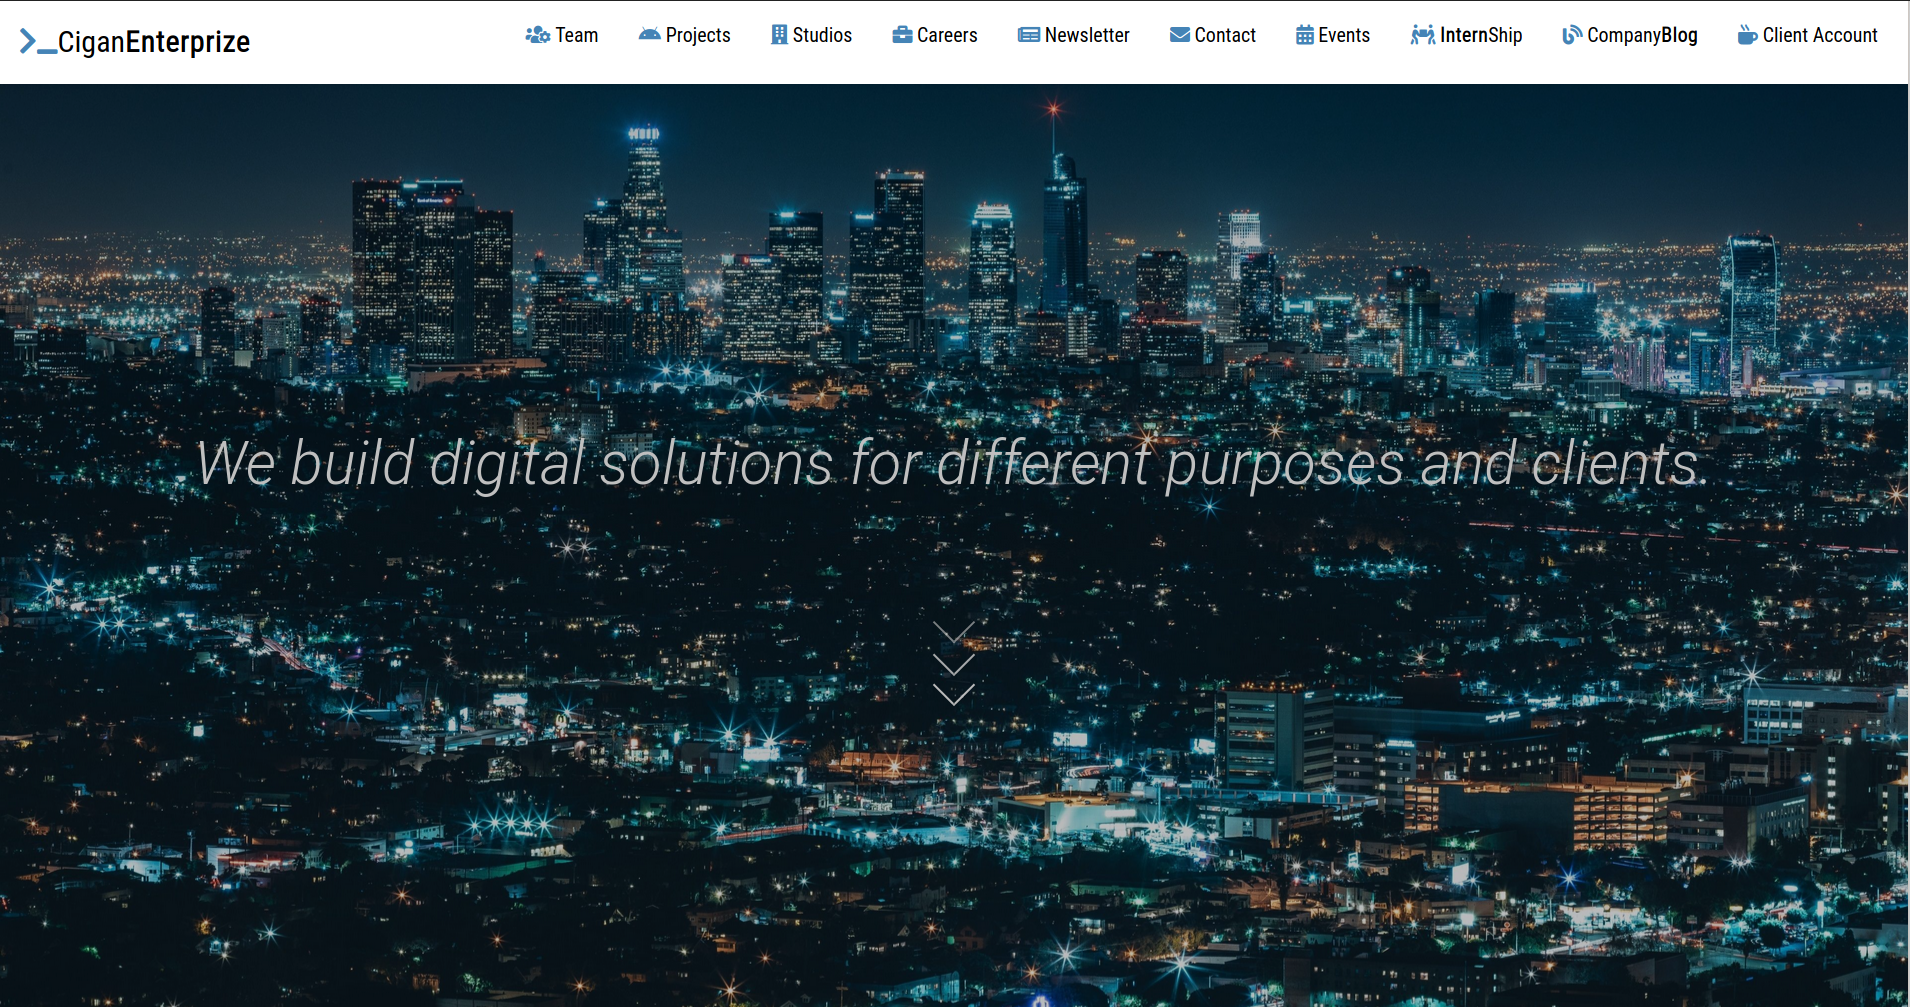 CiganEnterprize
Team Projects Studios Careers Newsletter Contact Events InternShip CompanyBlog Client Account
We build digital solutions for different purposes and clients.